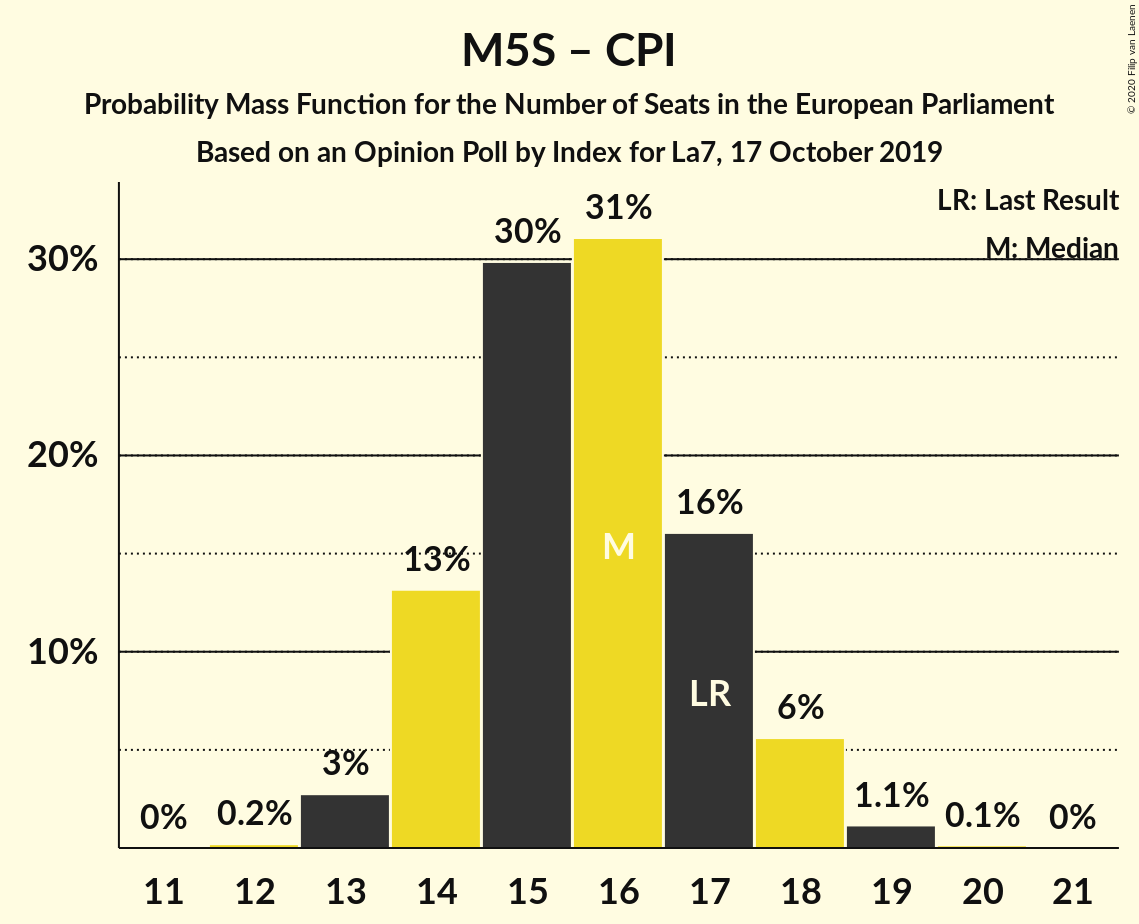 M5S – CPI
Probability Mass Function for the Number of Seats in the European Parliament
Based on an Opinion Poll by Index for La7, 17 October 2019
© 2020 Filip van Laenen
LR: Last Result
M: Median
30%
20%
10%
0%
0.2%
3%
13%
30%
31%
16%
6%
1.1%
0.1%
0%
M
LR
11 12 13 14 15 16 17 18 19 20 21